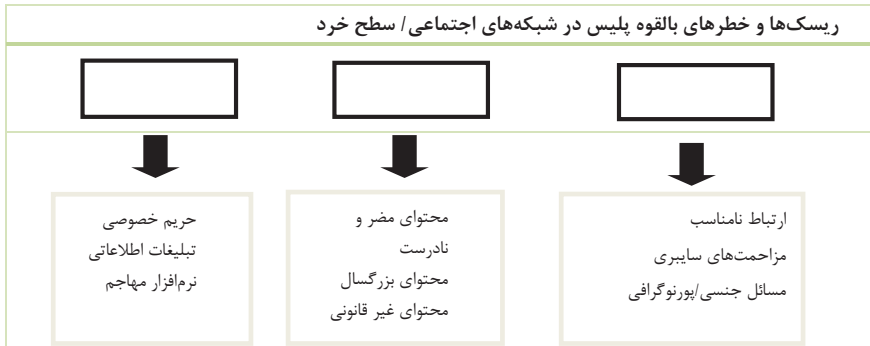 ریسک‌ها و خطرهای بالقوه پلیس در شبکه‌های اجتماعی/ سطح خرد
ارتباط نامناسب
مزاحمت‌های سایبری
مسائل جنسی/پورنوگرافی
محتوای مضر و
نادرست
محتوای بزرگسال
محتوای غیر قانونی
حریم خصوصی
تبلیغات اطلاعاتی
نرم‌افزار مهاجم